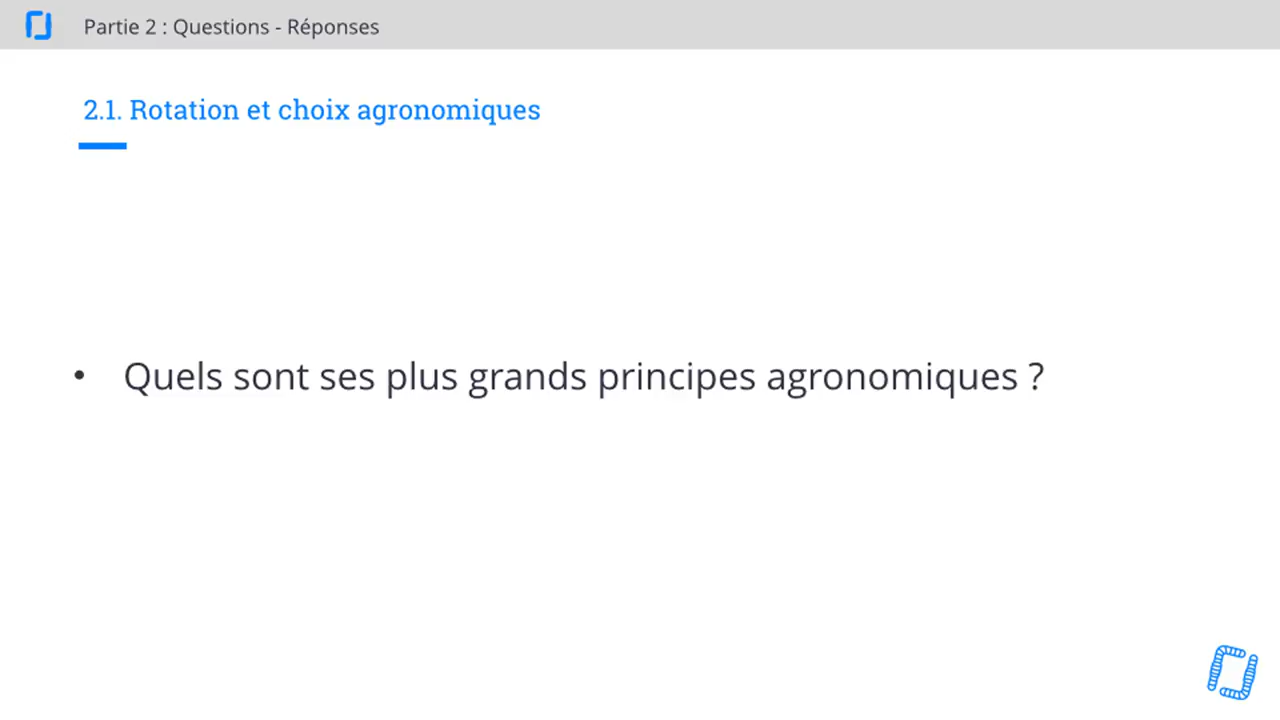 Partie 2 : Questions - Réponses
2.1. Rotation et choix agronomiques
• Quels sont ses plus grands principes agronomiques ?